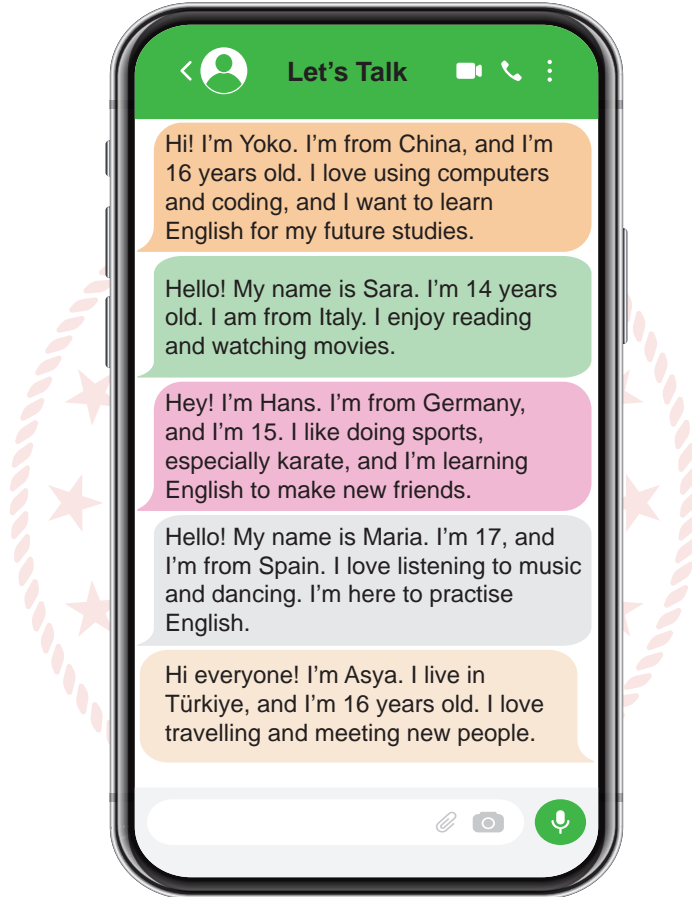 Let's Talk
Hi! I'm Yoko. I'm from China, and I'm
16 years old. I love using computers
and coding, and I want to learn
English for my future studies.
Hello! My name is Sara. I'm 14 years
old. I am from Italy. I enjoy reading
and watching movies.
Hey! I'm Hans. I'm from Germany,
and I'm 15. I like doing sports,
especially karate, and I'm learning
English to make new friends.
Hello! My name is Maria. I'm 17, and
I'm from Spain. I love listening to music
and dancing. I'm here to practise
English.
Hi everyone! I'm Asya. I live in
Türkiye, and I'm 16 years old. I love
travelling and meeting new people.